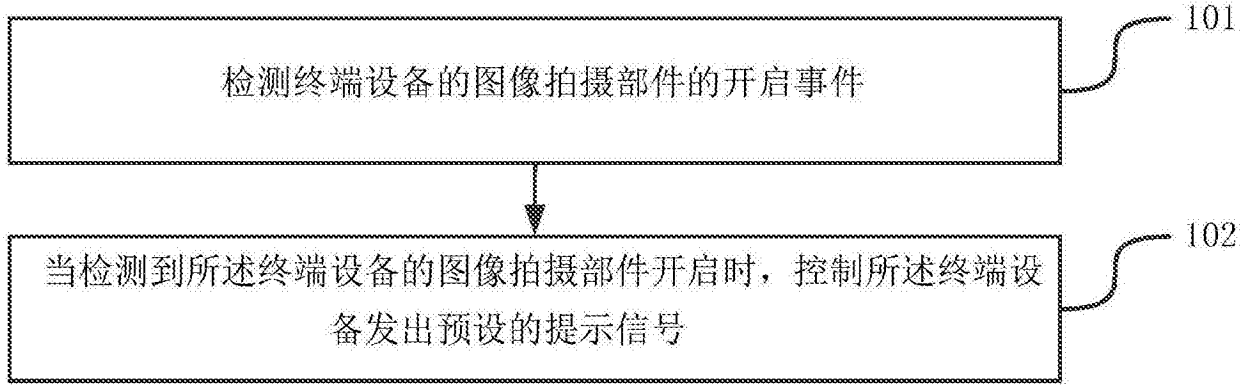 101
检测终端设备的图像拍摄部件的开启事件
102
当检测到所述终端设备的图像拍摄部件开启时，控制所述终端设
备发出预设的提示信号